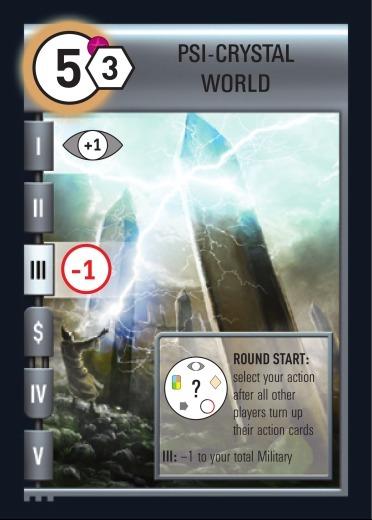 5 3
PSI-CRYSTAL
WORLD
I +1
II
III -1
$
IV
V
?
ROUND START:
select your action
after all other
players turn up
their action cards
III: –1 to your total Military